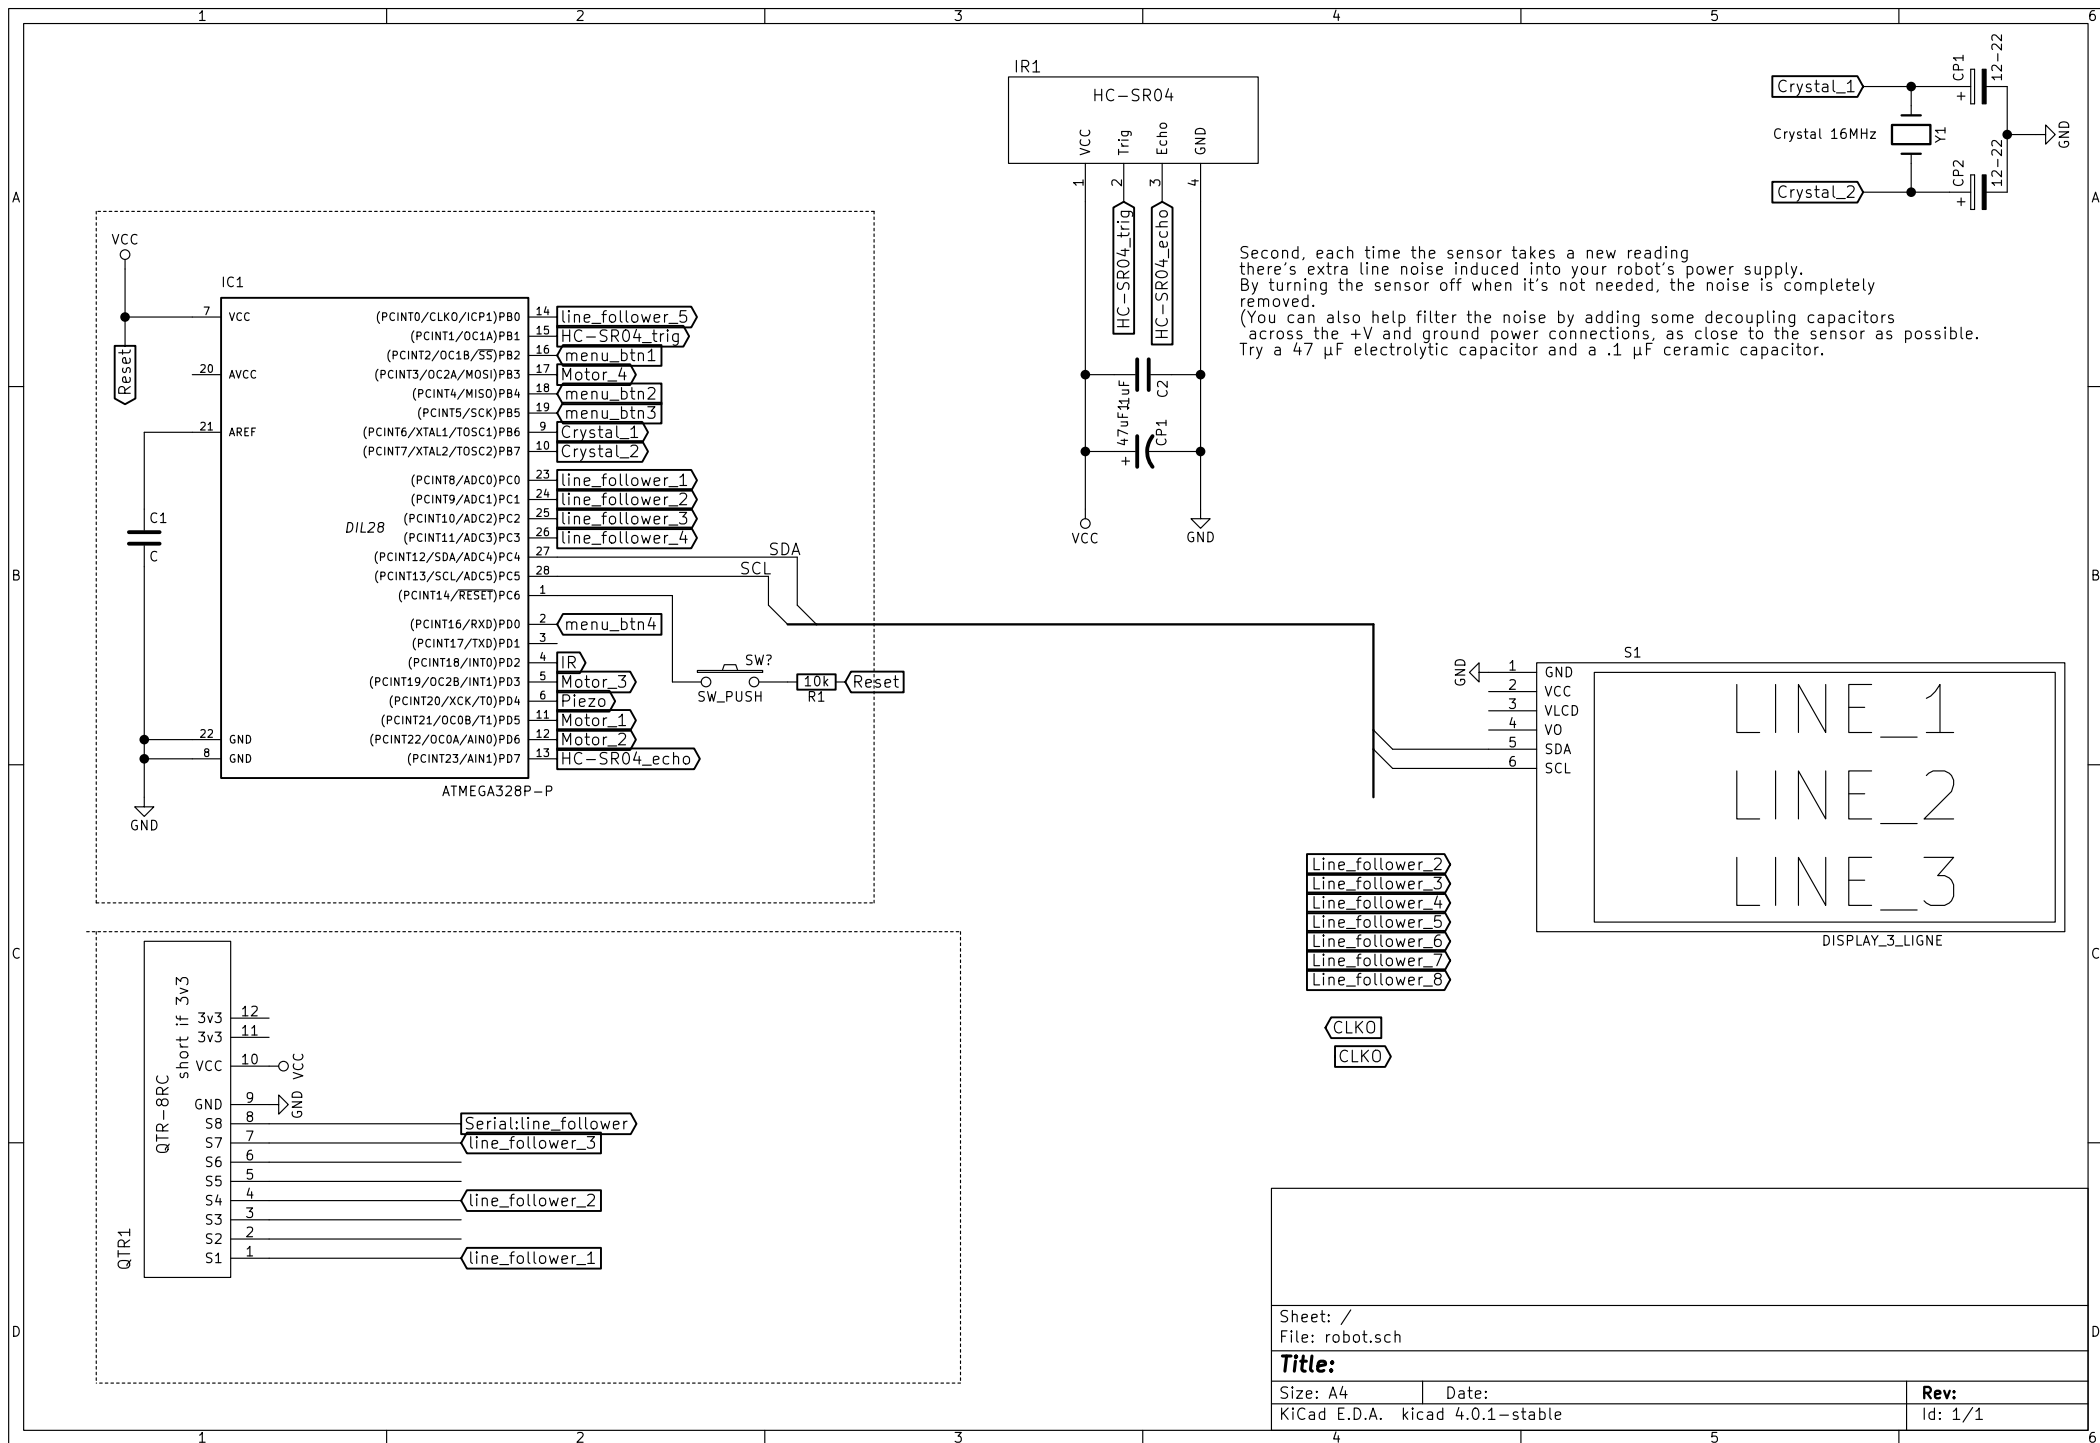 1 2 3 4 5 6
A
B
C
D
A
B
C
D
1 2 3 4 5 6
IR1
HC-SR04
VCC
Trig
Echo
GND
1
2
3
4
HC-SR04_trig
HC-SR04_echo
C2
47uF
CP1
+
VCC
GND
Crystal_1
Crystal 16MHz
Crystal_2
Y1
CP1
12-22
+
CP2
12-22
+
GND
Second, each time the sensor takes a new reading
there's extra line noise induced into your robot's power supply.
By turning the sensor off when it's not needed, the noise is completely
removed.
(You can also help filter the noise by adding some decoupling capacitors
across the +V and ground power connections, as close to the sensor as possible.
Try a 47 µF electrolytic capacitor and a .1 µF ceramic capacitor.
VCC
Reset
IC1
7 VCC
20 AVCC
21 AREF
22 GND
8 GND
C1
C
GND
DIL28
ATMEGA328P-P
(PCINT0/CLKO/ICP1)PB0 14 line_follower_5
(PCINT1/OC1A)PB1 15 HC-SR04_trig
(PCINT2/OC1B/SS)PB2 16 menu_btn1
(PCINT3/OC2A/MOSI)PB3 17 Motor_4
(PCINT4/MISO)PB4 18 menu_btn2
(PCINT5/SCK)PB5 19 menu_btn3
(PCINT6/XTAL1/TOSC1)PB6 9 Crystal_1
(PCINT7/XTAL2/TOSC2)PB7 10 Crystal_2
(PCINT8/ADC0)PC0 23 line_follower_1
(PCINT9/ADC1)PC1 24 line_follower_2
(PCINT10/ADC2)PC2 25 line_follower_3
(PCINT11/ADC3)PC3 26 line_follower_4
(PCINT12/SDA/ADC4)PC4 27 SDA
(PCINT13/SCL/ADC5)PC5 28 SCL
(PCINT14/RESET)PC6 1
(PCINT16/RXD)PD0 2 menu_btn4
(PCINT17/TXD)PD1 3
(PCINT18/INT0)PD2 4 IR
(PCINT19/OC2B/INT1)PD3 5 Motor_3
(PCINT20/XCK/T0)PD4 6 Piezo
(PCINT21/OC0B/T1)PD5 11 Motor_1
(PCINT22/OC0A/AIN0)PD6 12 Motor_2
(PCINT23/AIN1)PD7 13 HC-SR04_echo
SW?
SW_PUSH
10k
R1
Reset
S1
GND
1 GND
2 VCC
3 VLCD
4 VO
5 SDA
6 SCL
LINE_1
LINE_2
LINE_3
DISPLAY_3_LIGNE
Line_follower_2
Line_follower_3
Line_follower_4
Line_follower_5
Line_follower_6
Line_follower_7
Line_follower_8
CLKO
CLKO
QTR1
QTR-8RC
short if 3v3
3v3 12
3v3 11
VCC 10 VCC
GND 9 GND
S8 8 Serial:line_follower
S7 7 line_follower_3
S6 6
S5 5
S4 4 line_follower_2
S3 3
S2 2
S1 1 line_follower_1
Sheet: /
File: robot.sch
Title:
Size: A4 Date: Rev:
KiCad E.D.A. kicad 4.0.1-stable Id: 1/1